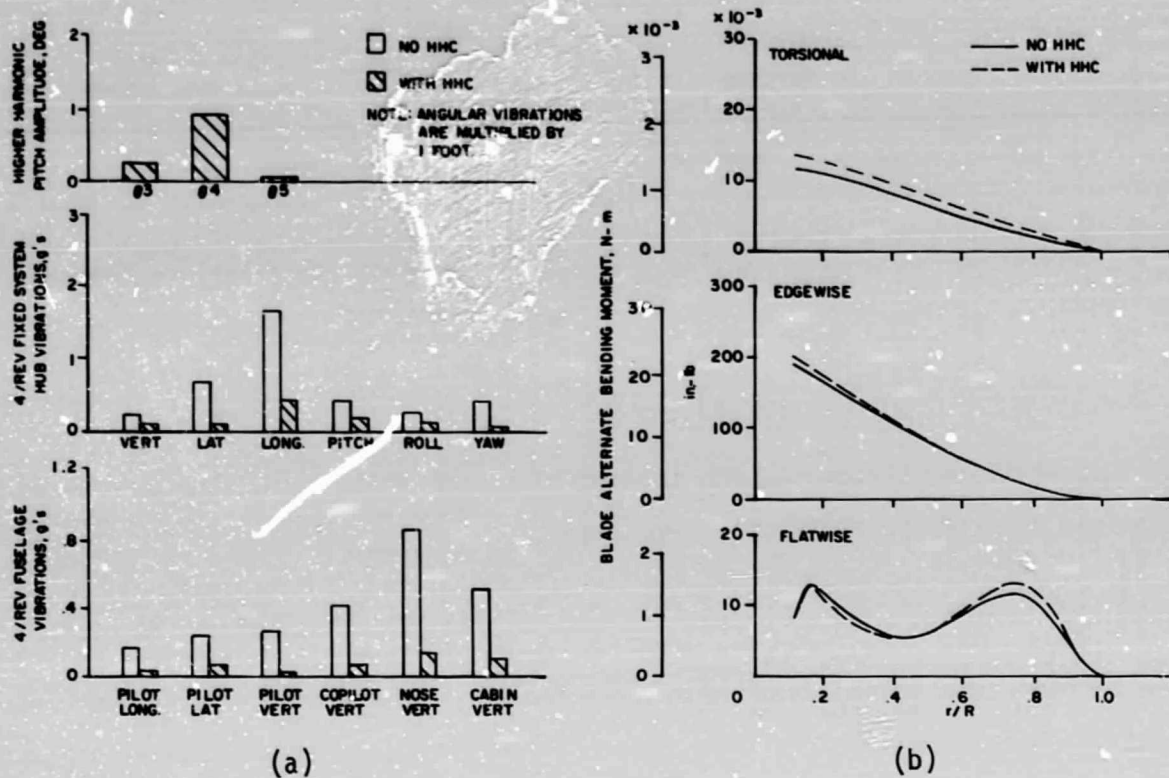 HIGHER HARMONIC
PITCH AMPLITUDE, DEG
2
1
0
θ3 θ4 θ5
NO HHC
WITH HHC
NOTE: ANGULAR VIBRATIONS
ARE MULTIPLIED BY
1 FOOT.
4/REV FIXED SYSTEM
HUB VIBRATIONS, g's
3
2
1
0
VERT LAT LONG. PITCH ROLL YAW
4/REV FUSELAGE
VIBRATIONS, g's
1.2
.8
.4
0
PILOT LONG.
PILOT LAT
PILOT VERT
COPILOT VERT
NOSE VERT
CABIN VERT
(a)
BLADE ALTERNATE BENDING MOMENT, N-m
in.-lb
× 10⁻³
3
2
1
0
× 10⁻³
30
20
10
0
TORSIONAL
NO HHC
WITH HHC
30
20
10
0
300
200
100
0
EDGEWISE
2
1
0
20
10
0
FLATWISE
.2 .4 .6 .8 1.0
r/R
(b)